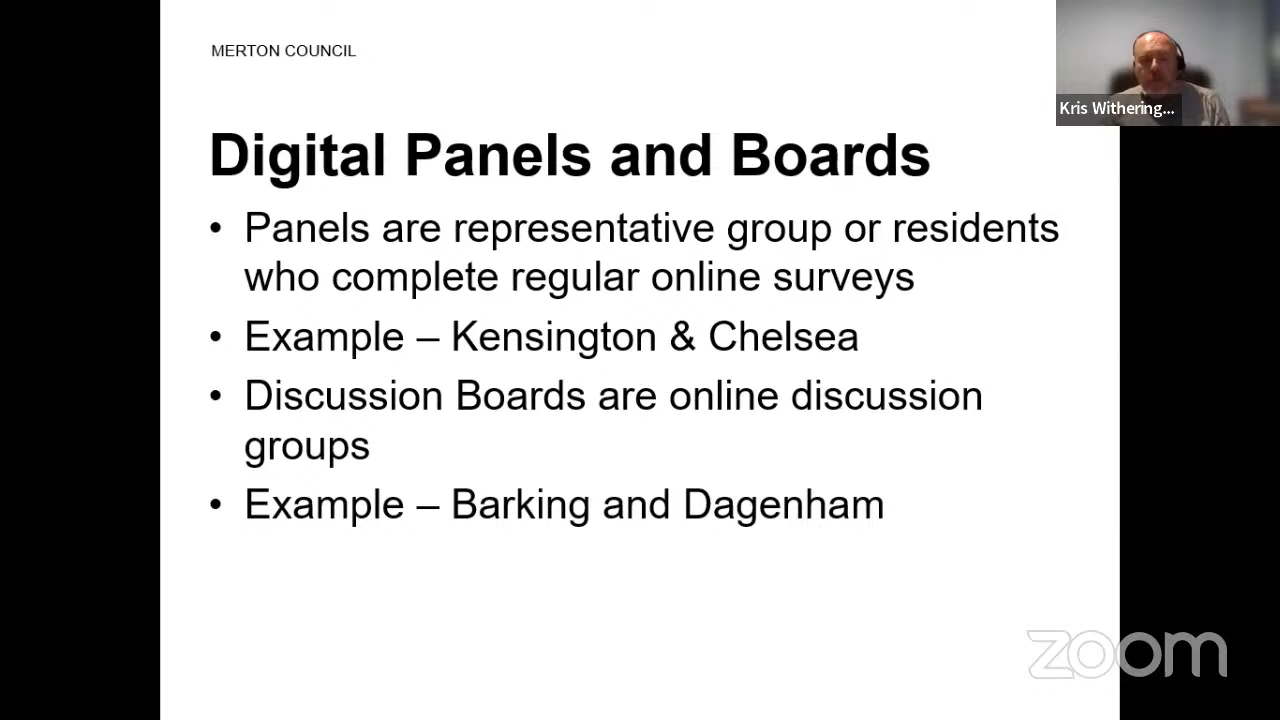 MERTON COUNCIL
Kris Withering...
Digital Panels and Boards
• Panels are representative group or residents
who complete regular online surveys
• Example – Kensington & Chelsea
• Discussion Boards are online discussion
groups
• Example – Barking and Dagenham
zoom